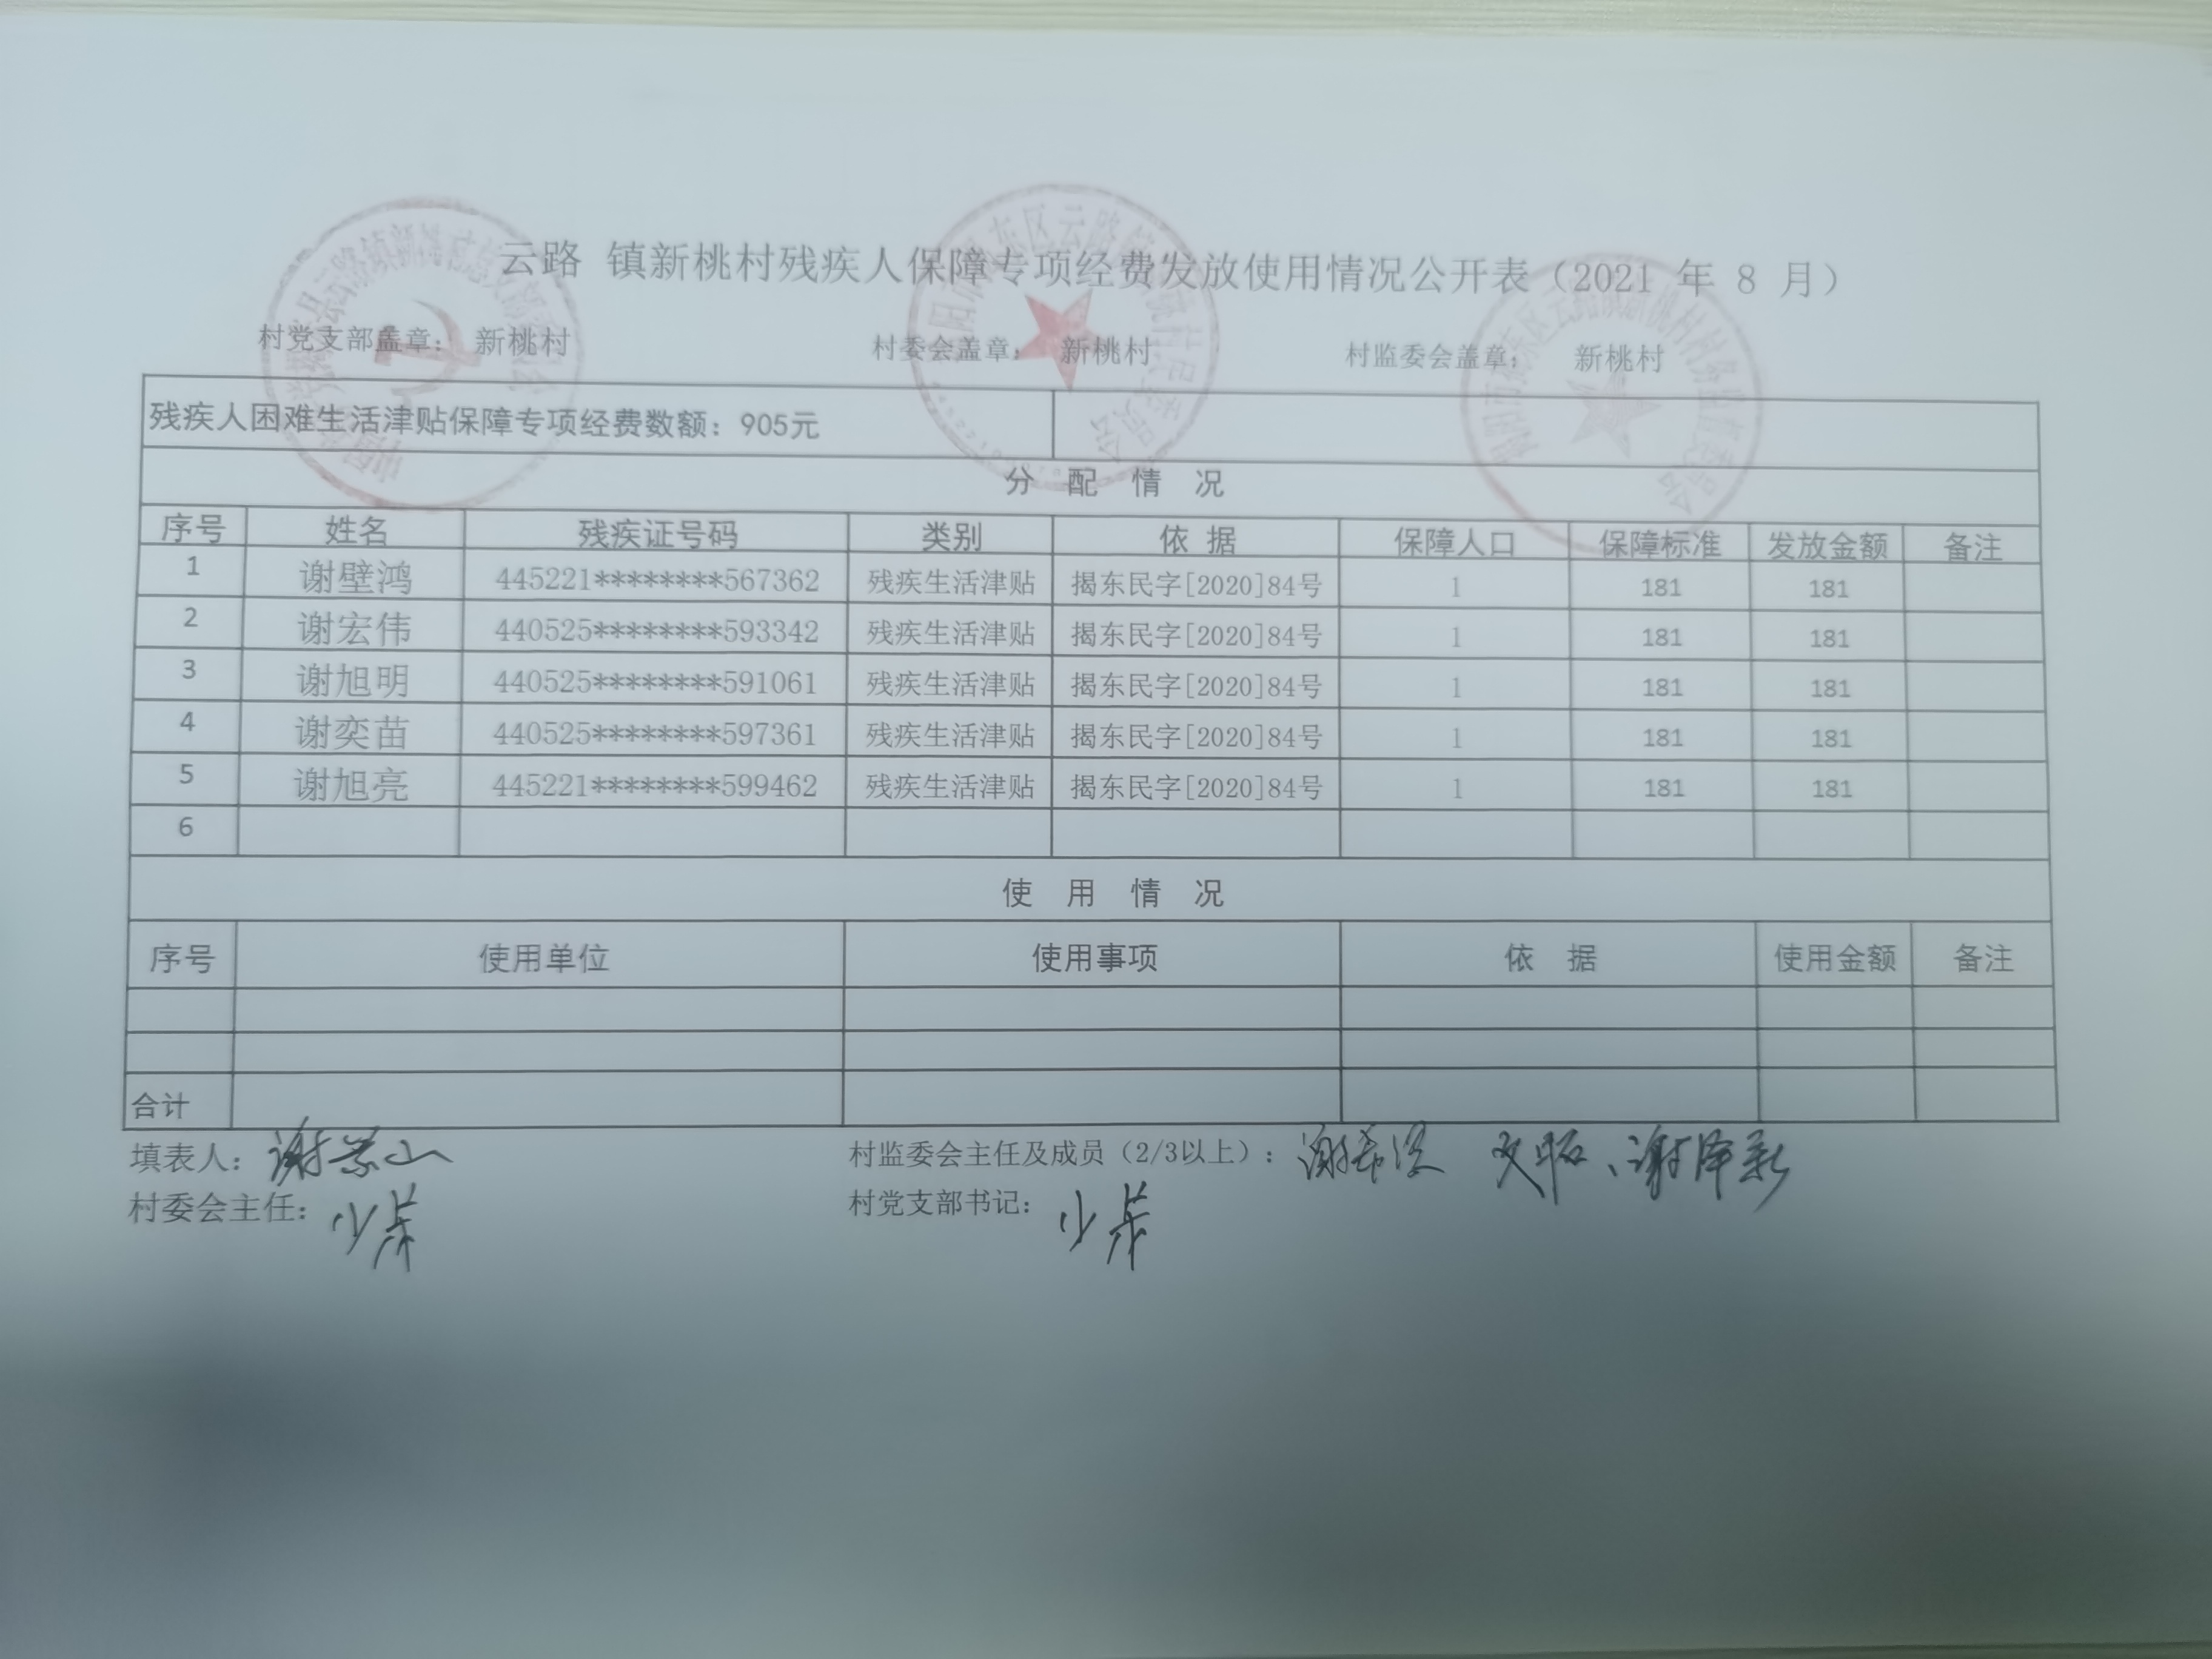 云路 镇新桃村残疾人保障专项经费发放使用情况公开表（2021 年 8 月）
村党支部盖章： 新桃村 村委会盖章： 新桃村 村监委会盖章： 新桃村
残疾人困难生活津贴保障专项经费数额：905元
分 配 情 况
序号 姓名 残疾证号码 类别 依 据 保障人口 保障标准 发放金额 备注
1 谢壁鸿 445221********567362 残疾生活津贴 揭东民字[2020]84号 1 181 181
2 谢宏伟 440525********593342 残疾生活津贴 揭东民字[2020]84号 1 181 181
3 谢旭明 440525********591061 残疾生活津贴 揭东民字[2020]84号 1 181 181
4 谢奕苗 440525********597361 残疾生活津贴 揭东民字[2020]84号 1 181 181
5 谢旭亮 445221********599462 残疾生活津贴 揭东民字[2020]84号 1 181 181
6
使 用 情 况
序号 使用单位 使用事项 依 据 使用金额 备注
合计
填表人： 村监委会主任及成员（2/3以上）： 谢泽新
村委会主任： 村党支部书记：